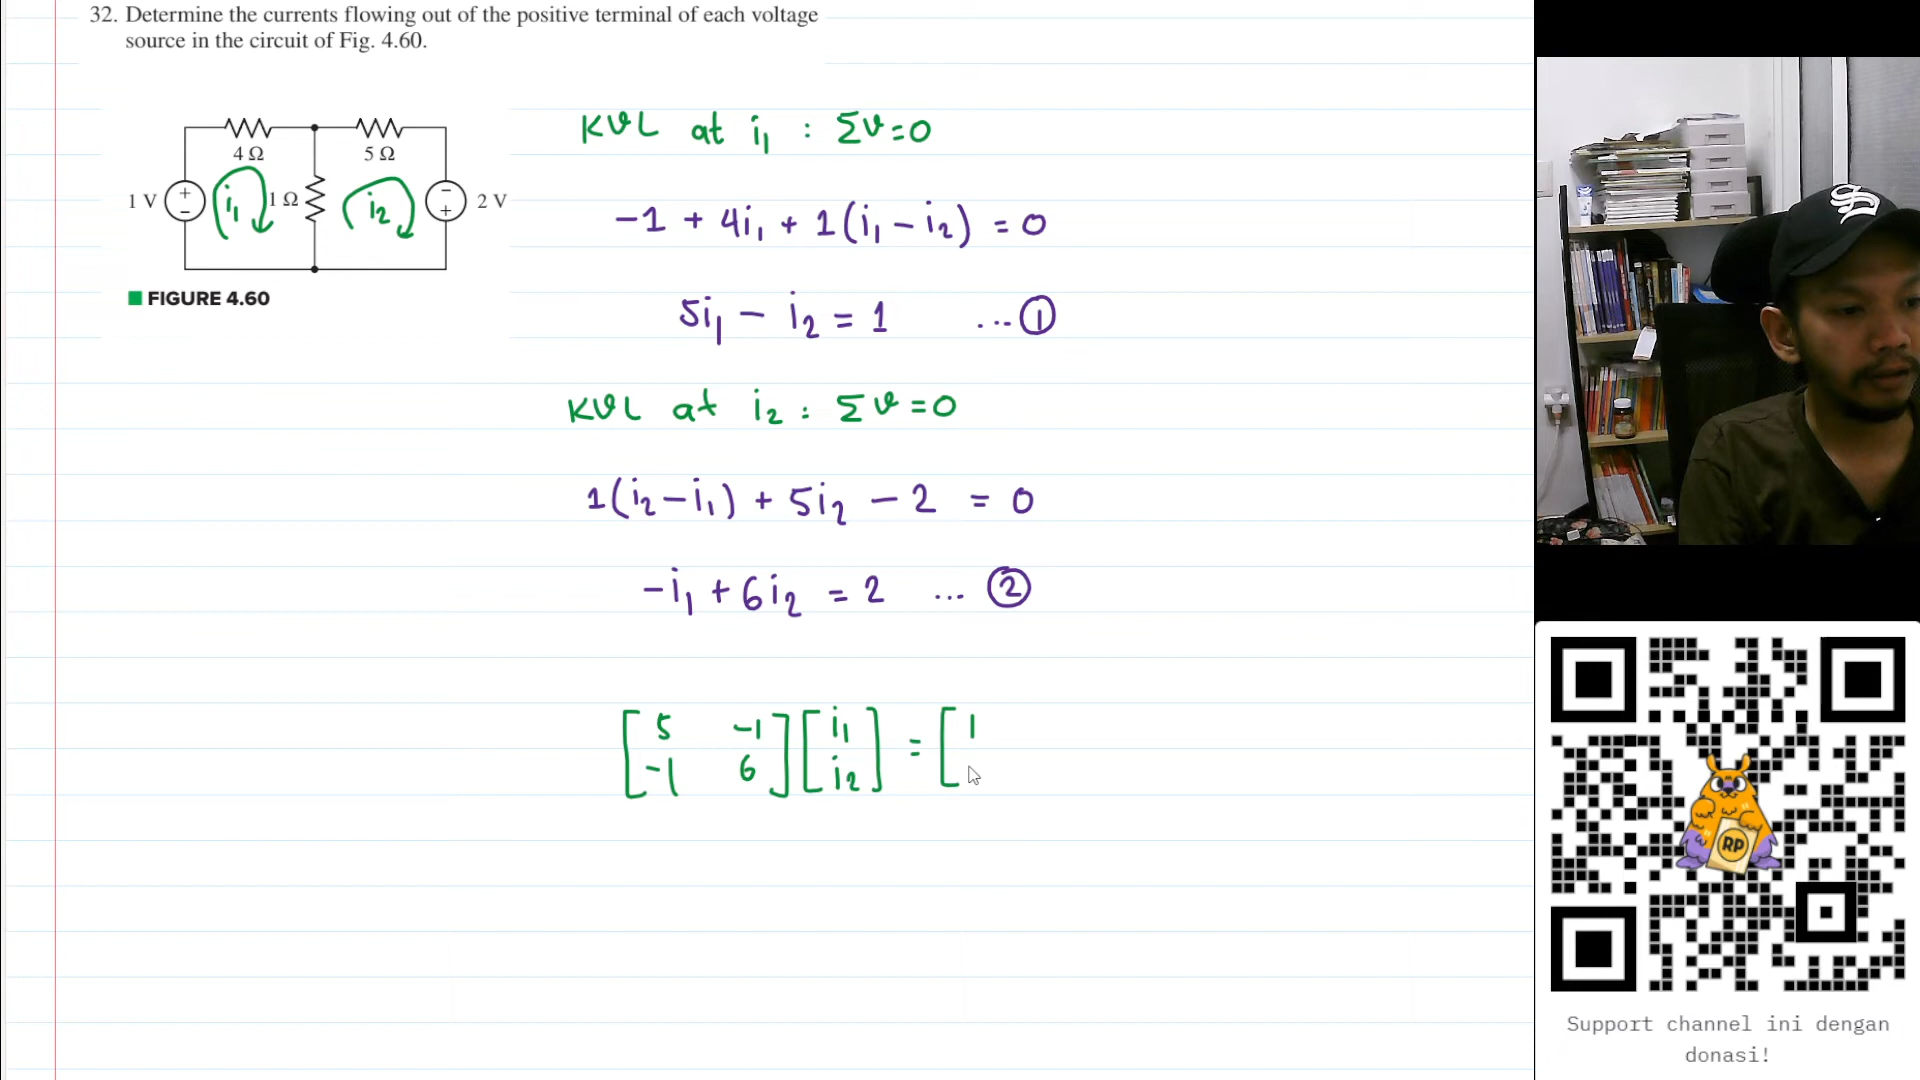 32. Determine the currents flowing out of the positive terminal of each voltage
source in the circuit of Fig. 4.60.
4 Ω
5 Ω
1 V
+
-
i₁
1 Ω
i₂
-
+
2 V
FIGURE 4.60
KVL at i₁ : Σv=0
-1 + 4i₁ + 1(i₁ - i₂) = 0
5i₁ - i₂ = 1 ...①
KVL at i₂ : Σv=0
1(i₂-i₁) + 5i₂ - 2 = 0
-i₁ + 6i₂ = 2 ... ②
[5 -1] [i₁] = [1
[-1 6] [i₂]
S
RP
Support channel ini dengan
donasi!